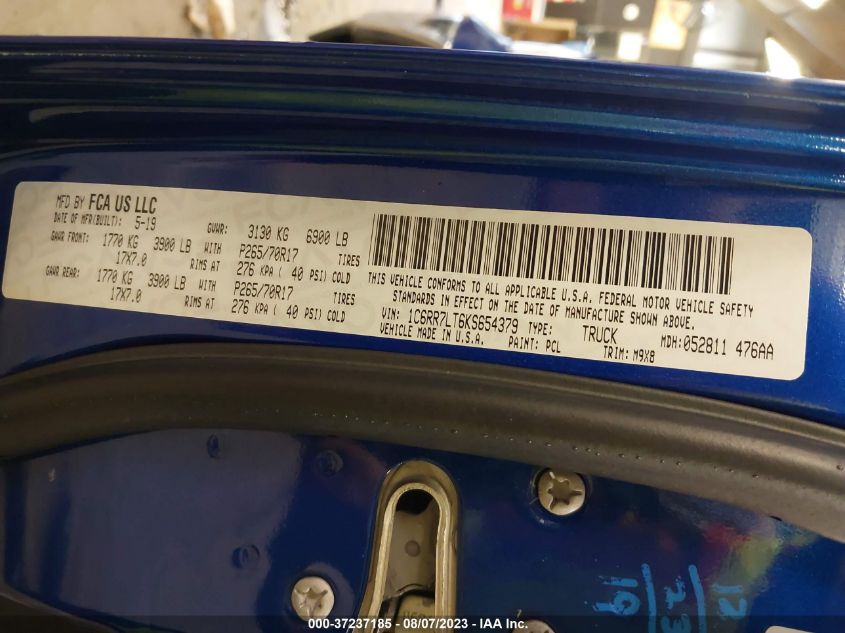 MFD BY FCA US LLC
DATE OF MFR(BUILT): 5-19 GVWR: 3130 KG 6900 LB
GAWR FRONT: 1770 KG 3900 LB WITH P265/70R17 TIRES
17X7.0 RIMS AT 276 KPA ( 40 PSI) COLD
GAWR REAR: 1770 KG 3900 LB WITH P265/70R17 TIRES
17X7.0 RIMS AT 276 KPA ( 40 PSI) COLD
THIS VEHICLE CONFORMS TO ALL APPLICABLE U.S.A. FEDERAL MOTOR VEHICLE SAFETY
STANDARDS IN EFFECT ON THE DATE OF MANUFACTURE SHOWN ABOVE.
VIN: 1C6RR7LT6KS654379 TYPE: TRUCK MDH: 052811 476AA
VEHICLE MADE IN U.S.A. PAINT: PCL TRIM: M9X8
000-37237185 - 08/07/2023 - IAA Inc.